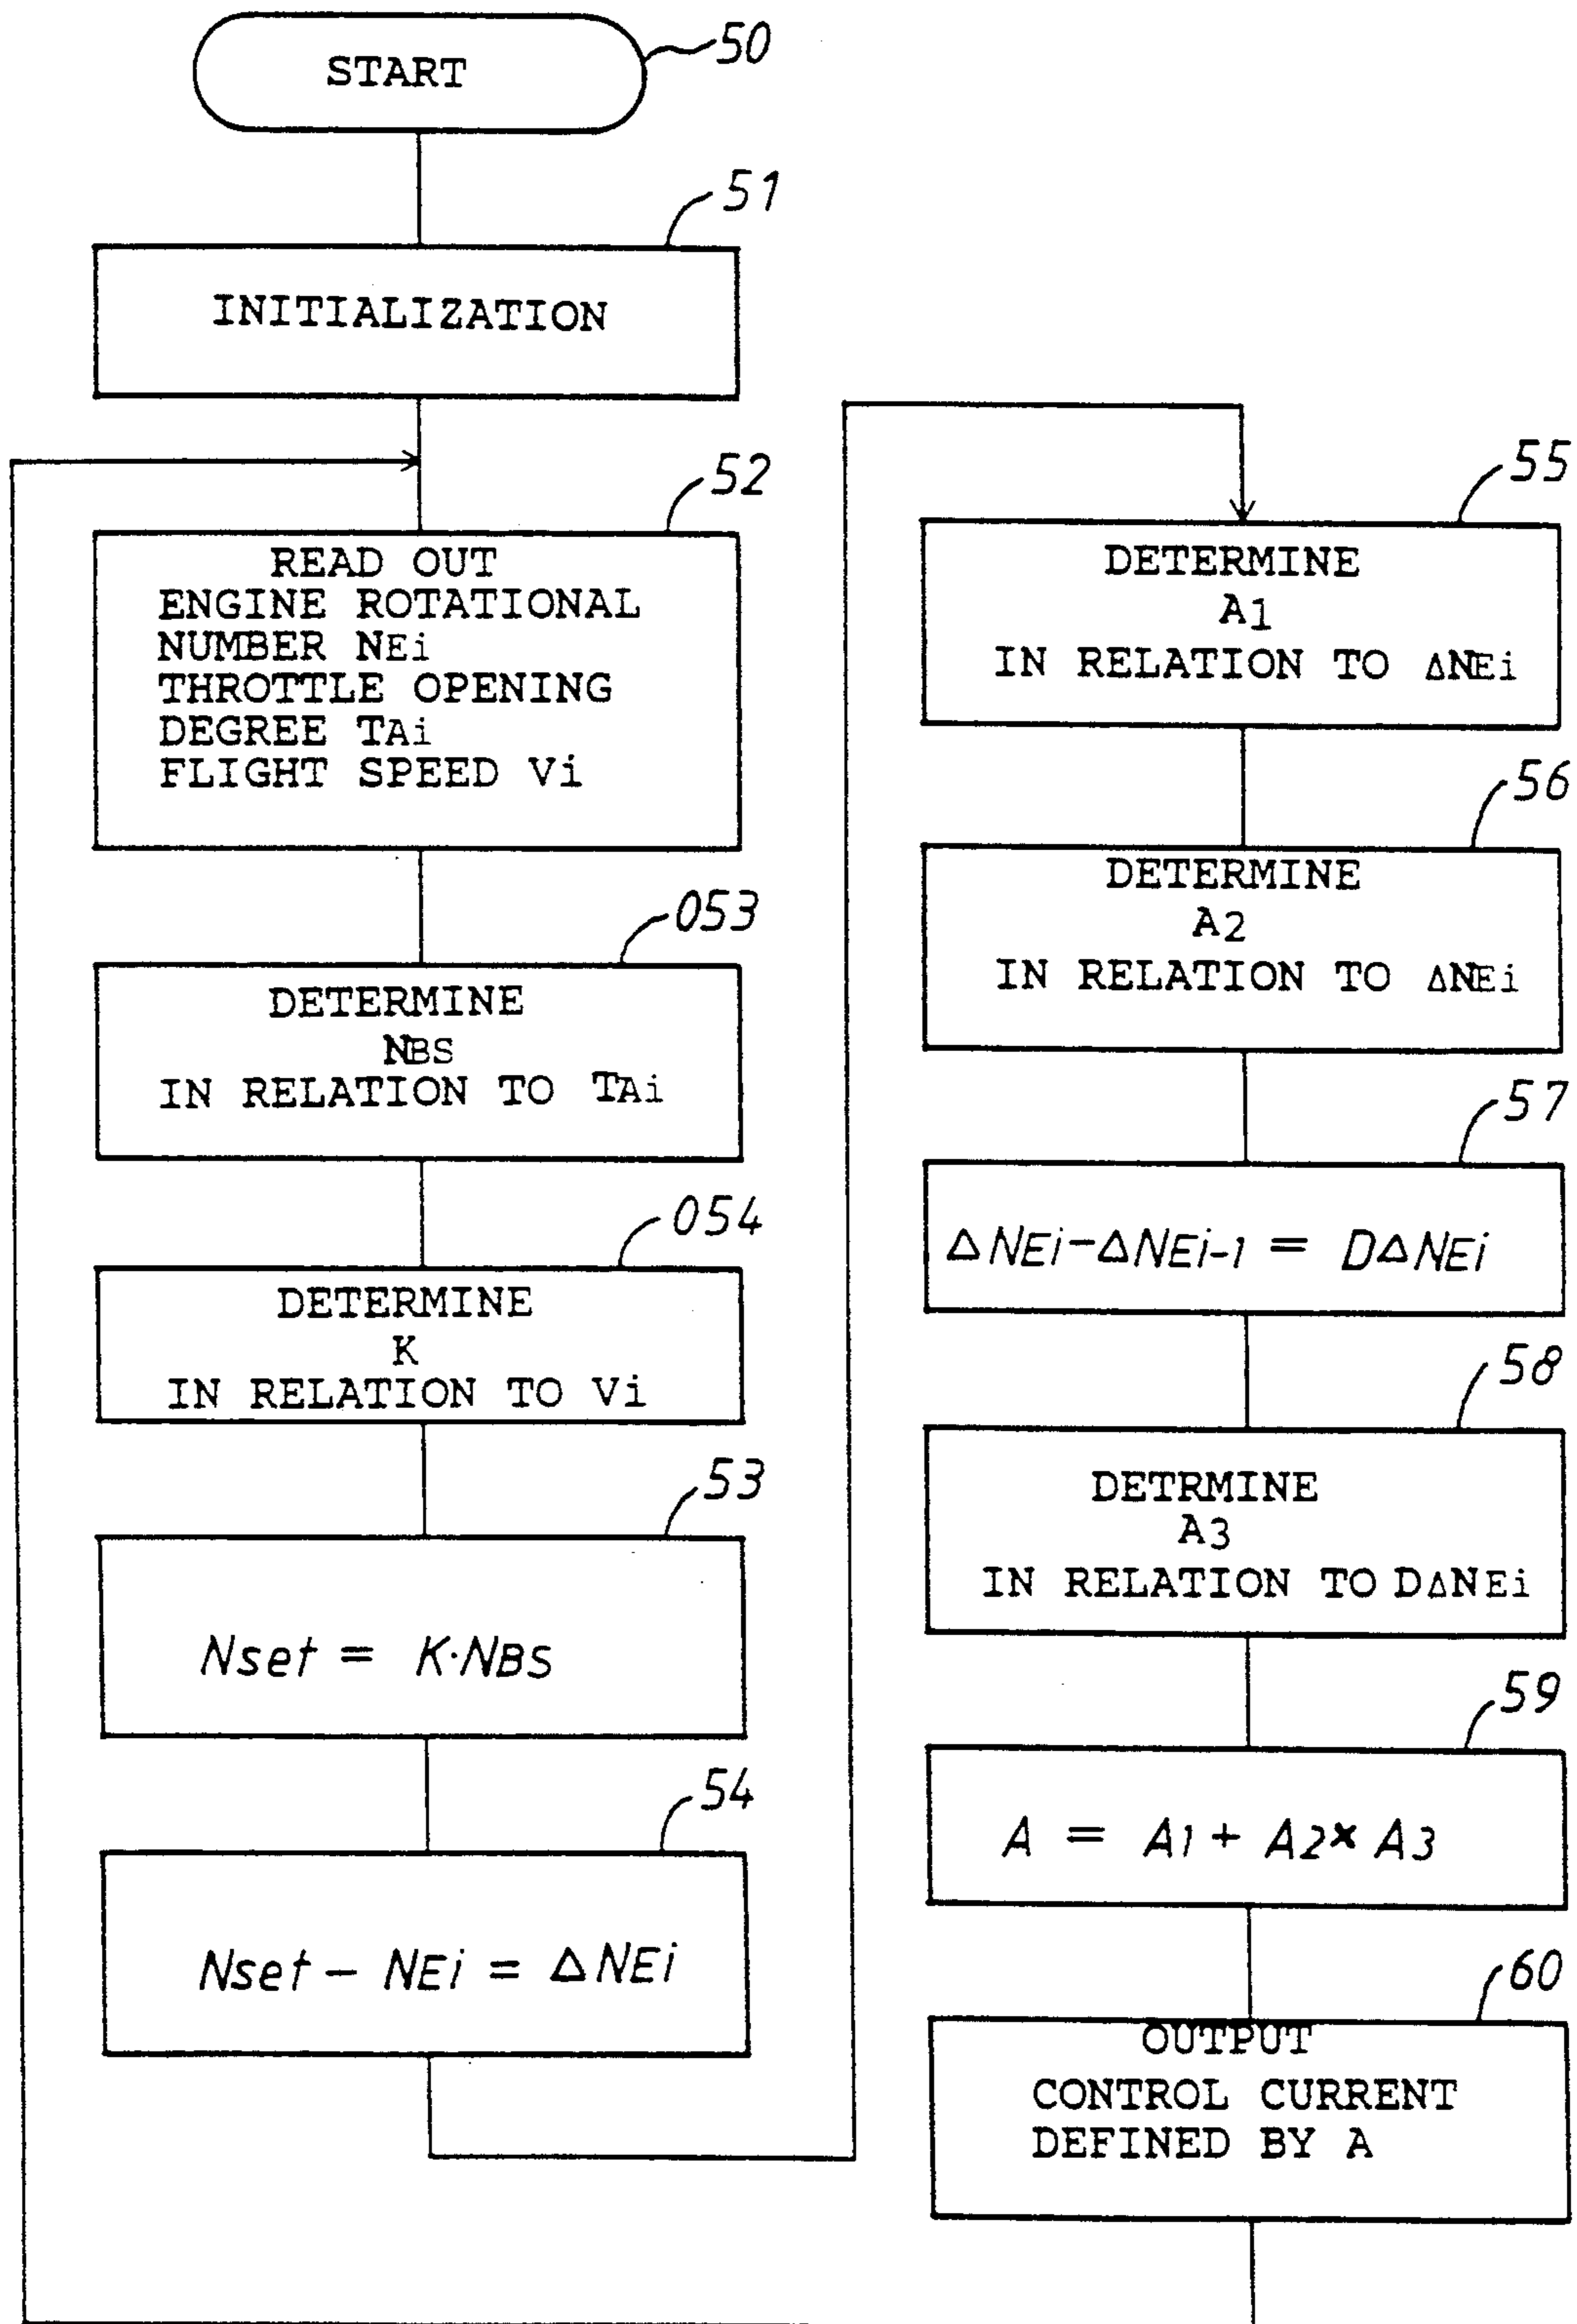 START
50
51
INITIALIZATION
52
READ OUT
ENGINE ROTATIONAL
NUMBER NEi
THROTTLE OPENING
DEGREE TAi
FLIGHT SPEED Vi
053
DETERMINE
NBS
IN RELATION TO TAi
054
DETERMINE
K
IN RELATION TO Vi
53
Nset = K·NBS
54
Nset - NEi = ΔNEi
55
DETERMINE
A1
IN RELATION TO ΔNEi
56
DETERMINE
A2
IN RELATION TO ΔNEi
57
ΔNEi-ΔNEi-1 = DΔNEi
58
DETRMINE
A3
IN RELATION TO DΔNEi
59
A = A1 + A2 × A3
60
OUTPUT
CONTROL CURRENT
DEFINED BY A